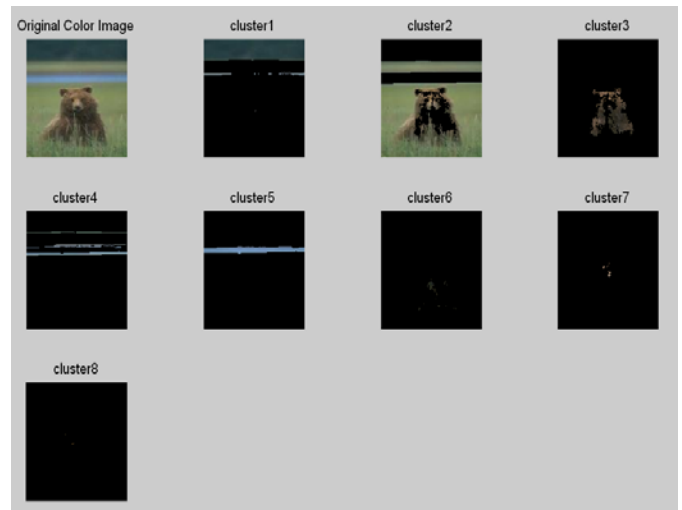 Original Color Image
cluster1
cluster2
cluster3
cluster4
cluster5
cluster6
cluster7
cluster8